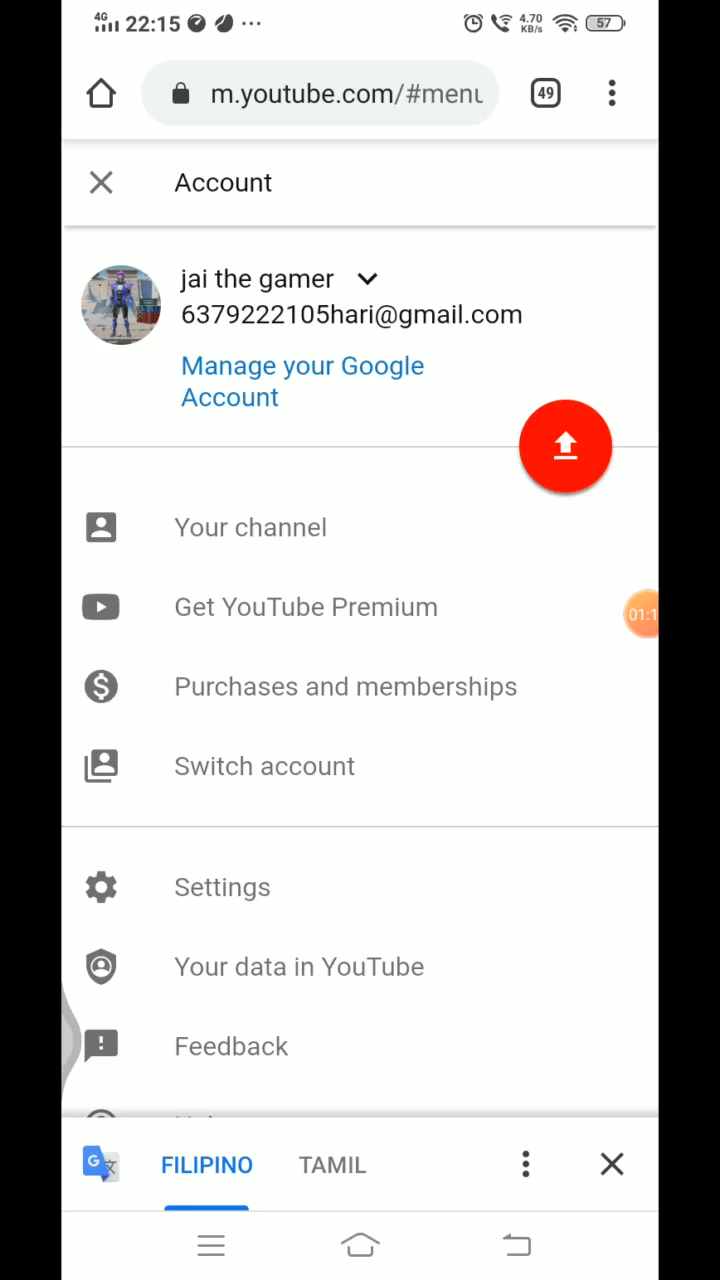 4G 22:15 ... 4.70 KB/s 57
m.youtube.com/#menu 49
Account
jai the gamer
6379222105hari@gmail.com
Manage your Google
Account
Your channel
Get YouTube Premium
01:1
Purchases and memberships
Switch account
Settings
Your data in YouTube
Feedback
FILIPINO TAMIL